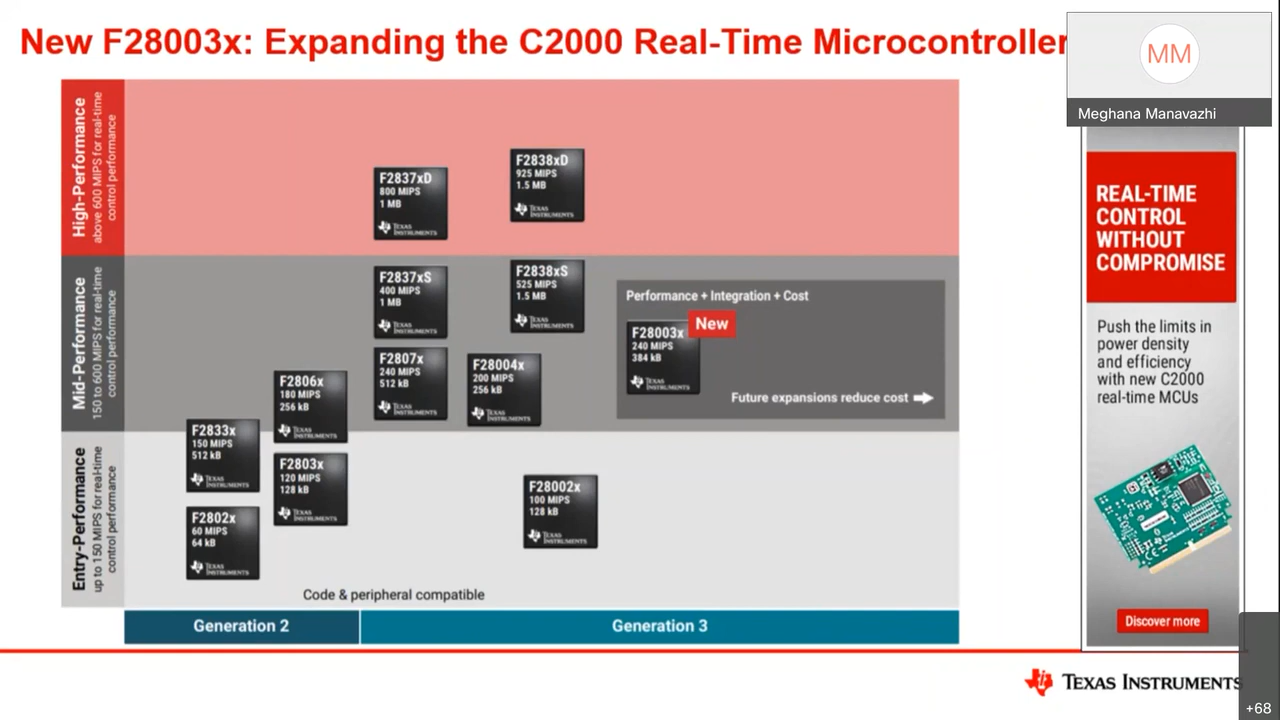 New F28003x: Expanding the C2000 Real-Time Microcontroller
MM
Meghana Manavazhi
High-Performance
above 600 MIPS for real-time
control performance
F2837xD
800 MIPS
1 MB
TEXAS
INSTRUMENTS
F2838xD
925 MIPS
1.5 MB
TEXAS
INSTRUMENTS
Mid-Performance
150 to 600 MIPS for real-time
control performance
F2837xS
400 MIPS
1 MB
TEXAS
INSTRUMENTS
F2838xS
525 MIPS
1.5 MB
TEXAS
INSTRUMENTS
F2806x
180 MIPS
256 kB
TEXAS
INSTRUMENTS
F2807x
240 MIPS
512 kB
TEXAS
INSTRUMENTS
F28004x
200 MIPS
256 kB
TEXAS
INSTRUMENTS
Performance + Integration + Cost
New
F28003x
240 MIPS
384 kB
TEXAS
INSTRUMENTS
Future expansions reduce cost
Entry-Performance
up to 150 MIPS for real-time
control performance
F2833x
150 MIPS
512 kB
TEXAS
INSTRUMENTS
F2803x
120 MIPS
128 kB
TEXAS
INSTRUMENTS
F2802x
60 MIPS
64 kB
TEXAS
INSTRUMENTS
F28002x
100 MIPS
128 kB
TEXAS
INSTRUMENTS
Code & peripheral compatible
Generation 2
Generation 3
REAL-TIME
CONTROL
WITHOUT
COMPROMISE
Push the limits in
power density
and efficiency
with new C2000
real-time MCUs
Discover more
TEXAS INSTRUMENTS
+68